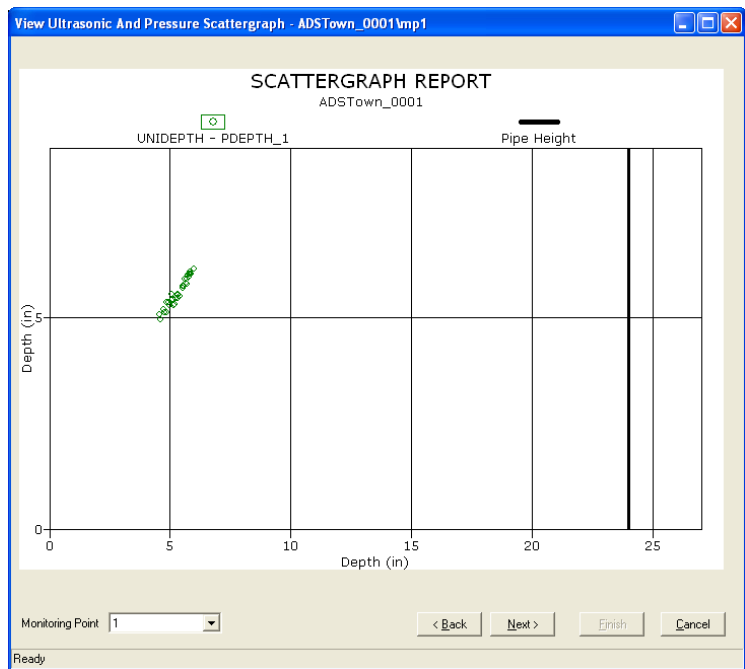 View Ultrasonic And Pressure Scattergraph - ADSTown_0001\mp1
SCATTERGRAPH REPORT
ADSTown_0001
UNIDEPTH - PDEPTH_1
Pipe Height
Depth (in)
5
0
0 5 10 15 20 25
Depth (in)
Monitoring Point 1
< Back Next > Finish Cancel
Ready